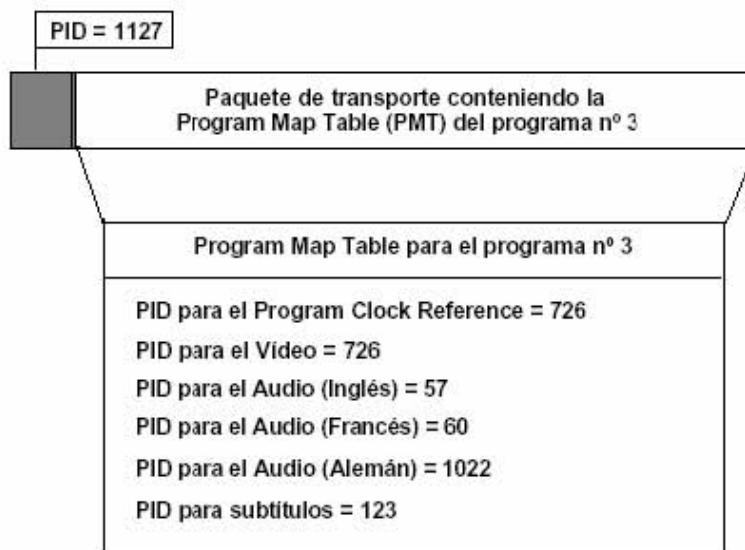 PID = 1127
Paquete de transporte conteniendo la
Program Map Table (PMT) del programa nº 3
Program Map Table para el programa nº 3
PID para el Program Clock Reference = 726
PID para el Vídeo = 726
PID para el Audio (Inglés) = 57
PID para el Audio (Francés) = 60
PID para el Audio (Alemán) = 1022
PID para subtítulos = 123